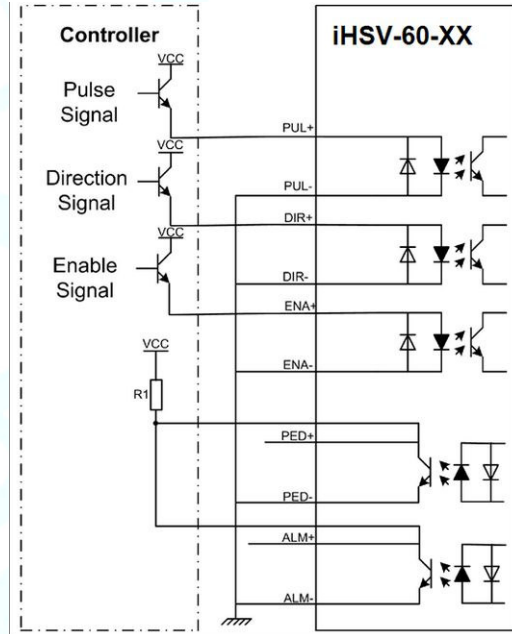 Controller
iHSV-60-XX
VCC
Pulse
Signal
PUL+
VCC
Direction
Signal
PUL-
DIR+
VCC
Enable
Signal
DIR-
ENA+
VCC
R1
ENA-
PED+
PED-
ALM+
ALM-